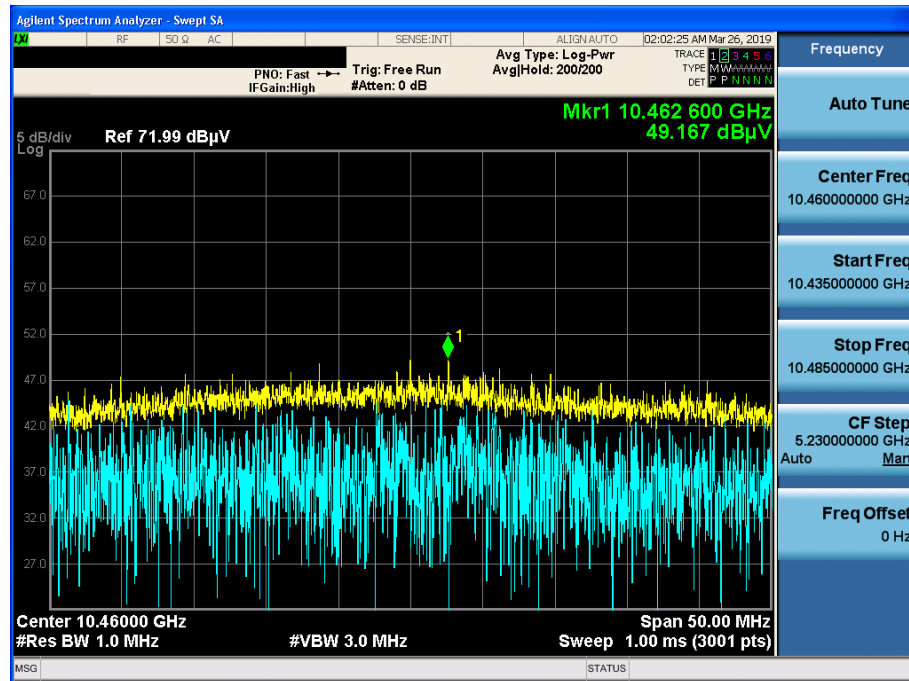 Agilent Spectrum Analyzer - Swept SA
LXI RF 50 Ω AC SENSE:INT ALIGN AUTO 02:02:25 AM Mar 26, 2019
Frequency
PNO: Fast Trig: Free Run Avg Type: Log-Pwr TRACE 1 2 3 4 5 6
IFGain:High #Atten: 0 dB Avg|Hold: 200/200 TYPE M W
DET P P N N N N
Auto Tune
Mkr1 10.462 600 GHz
49.167 dBµV
5 dB/div Ref 71.99 dBµV
Log
67.0
62.0
57.0
52.0
47.0
42.0
37.0
32.0
27.0
1
Center Freq
10.460000000 GHz
Start Freq
10.435000000 GHz
Stop Freq
10.485000000 GHz
CF Step
5.230000000 GHz
Auto Man
Freq Offset
0 Hz
Center 10.46000 GHz Span 50.00 MHz
#Res BW 1.0 MHz #VBW 3.0 MHz Sweep 1.00 ms (3001 pts)
MSG STATUS